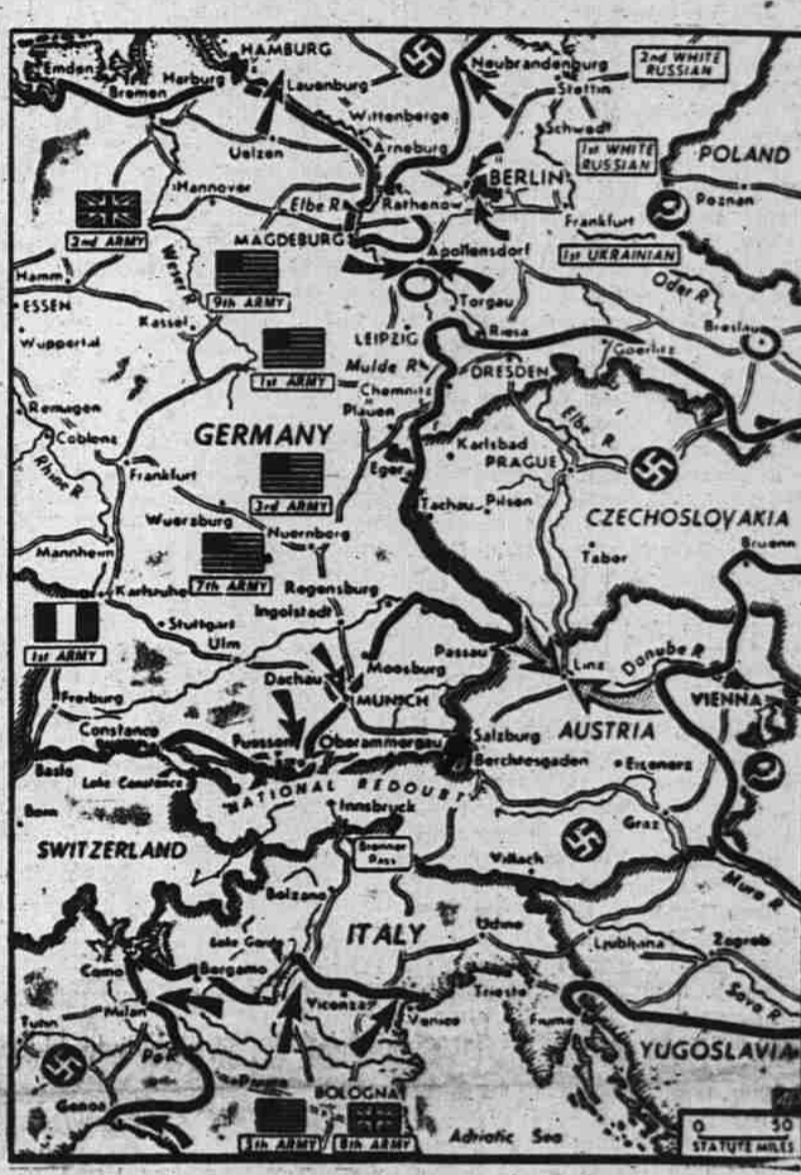 HAMBURG
Emden
Harburg
Bremen
Lauenburg
Neubrandenburg
2nd WHITE
RUSSIAN
Stettin
Wittenberge
Schwedt
Arneburg
Uelzen
1st WHITE
RUSSIAN
POLAND
BERLIN
Hannover
Elbe R
Rathenow
Poznan
Frankfurt
2nd ARMY
MAGDEBURG
Apollensdorf
1st UKRAINIAN
Weser R
Hamm
9th ARMY
Oder R
ESSEN
Torgau
Kassel
Riesa
Breslau
Wuppertal
LEIPZIG
Goerlitz
Mulde R
DRESDEN
1st ARMY
Chemnitz
Remagen
Plauen
Elbe R
Coblenz
GERMANY
Karlsbad
PRAGUE
Rhine R
Frankfurt
Eger
3rd ARMY
Tachau
Pilsen
Wuerzburg
CZECHOSLOVAKIA
Nuernberg
Mannheim
Tabor
Bruenn
7th ARMY
Karlsruhe
Regensburg
Ingolstadt
Stuttgart
1st ARMY
Ulm
Passau
Moosburg
Linz
Danube R
Dachau
Freiburg
MUNICH
VIENNA
Constance
Salzburg
AUSTRIA
Fuessen
Oberammergau
Berchtesgaden
Eisenerz
Basle
Lake Constance
NATIONAL REDOUBT
Bern
Innsbruck
Graz
SWITZERLAND
Brenner
Pass
Villach
Mura R
Bolzano
ITALY
Udine
Lake Garda
Ljubljana
Zagreb
Como
Bergamo
Trieste
Sava R
Milan
Vicenza
Venice
Fiume
Po R
YUGOSLAVIA
Parma
Genoa
BOLOGNA
0 50
5th ARMY
8th ARMY
Adriatic Sea
STATUTE MILES